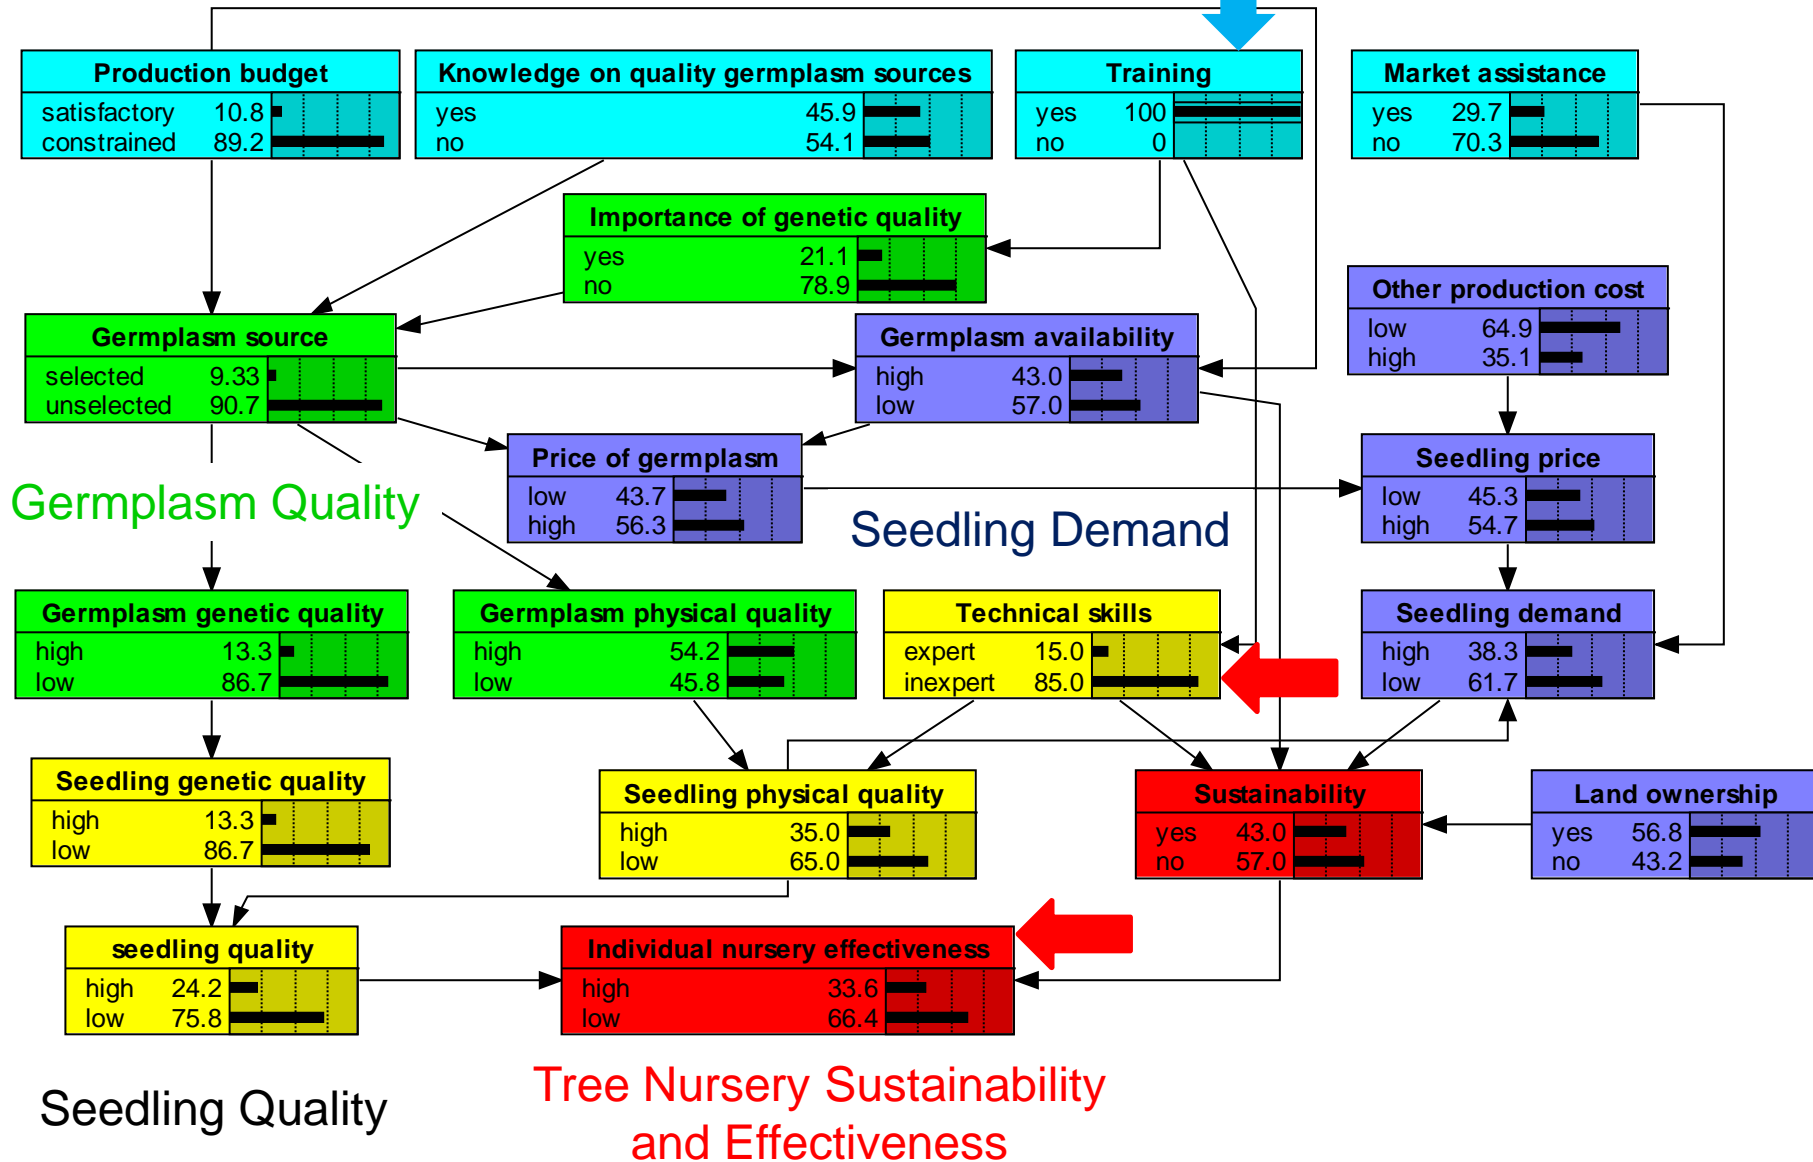 Production budget
satisfactory 10.8
constrained 89.2
Knowledge on quality germplasm sources
yes 45.9
no 54.1
Training
yes 100
no 0
Market assistance
yes 29.7
no 70.3
Importance of genetic quality
yes 21.1
no 78.9
Other production cost
low 64.9
high 35.1
Germplasm source
selected 9.33
unselected 90.7
Germplasm availability
high 43.0
low 57.0
Price of germplasm
low 43.7
high 56.3
Seedling price
low 45.3
high 54.7
Germplasm Quality
Seedling Demand
Germplasm genetic quality
high 13.3
low 86.7
Germplasm physical quality
high 54.2
low 45.8
Technical skills
expert 15.0
inexpert 85.0
Seedling demand
high 38.3
low 61.7
Seedling genetic quality
high 13.3
low 86.7
Seedling physical quality
high 35.0
low 65.0
Sustainability
yes 43.0
no 57.0
Land ownership
yes 56.8
no 43.2
seedling quality
high 24.2
low 75.8
Individual nursery effectiveness
high 33.6
low 66.4
Seedling Quality
Tree Nursery Sustainability
and Effectiveness